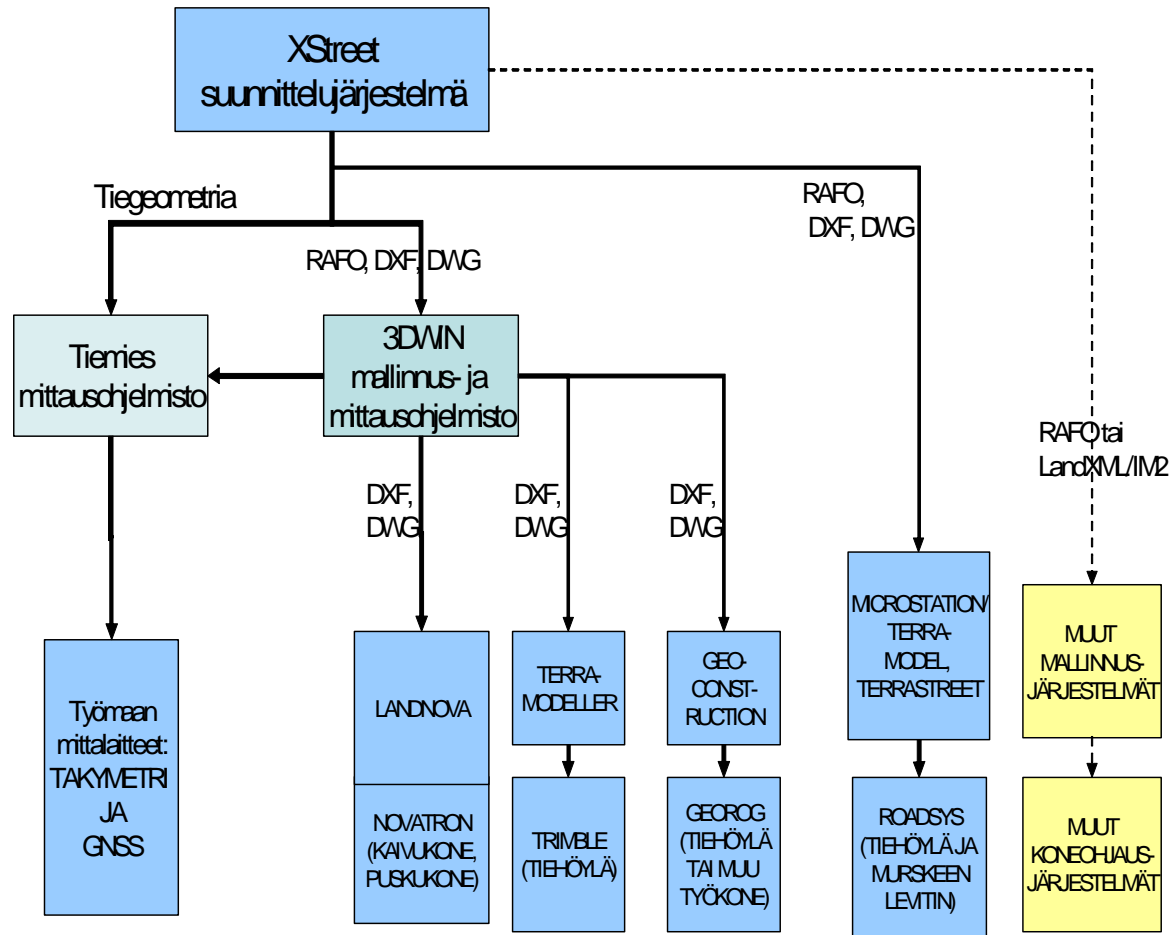 XStreet
suunnittelujärjestelmä
Tiegeometria
RAFO, DXF, DWG
RAFO,
DXF, DWG
Tiemies
mittausohjelmisto
3DWIN
mallinnus- ja
mittausohjelmisto
RAFO tai
LandXML/IM2
DXF,
DWG
DXF,
DWG
DXF,
DWG
Työmaan
mittalaitteet:
TAKYMETRI
JA
GNSS
LANDNOVA
NOVATRON
(KAIVUKONE,
PUSKUKONE)
TERRA-
MODELLER
TRIMBLE
(TIEHÖYLÄ)
GEO-
CONST-
RUCTION
GEOROG
(TIEHÖYLÄ
TAI MUU
TYÖKONE)
MICROSTATION/
TERRA-
MODEL,
TERRASTREET
ROADSYS
(TIEHÖYLÄ JA
MURSKEEN
LEVITIN)
MUUT
MALLINNUS-
JÄRJESTELMÄT
MUUT
KONEOHJAUS-
JÄRJESTELMÄT